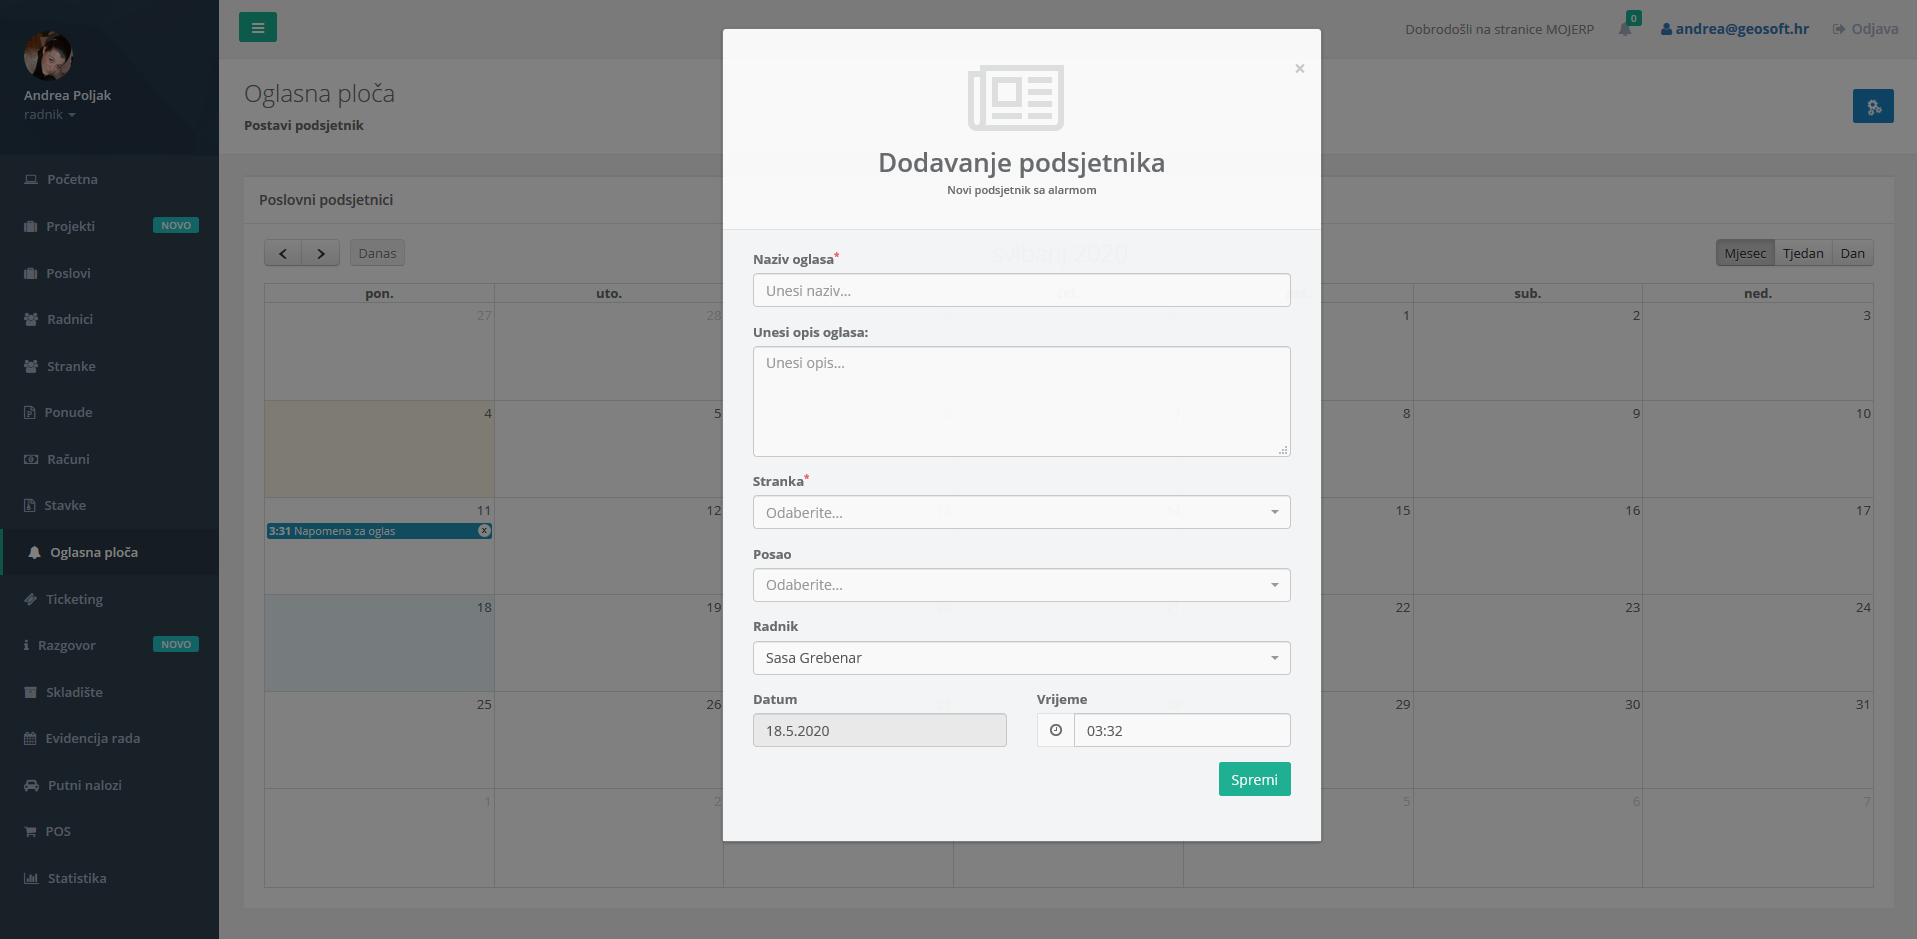 Andrea Poljak
radnik
Početna
Projekti NOVO
Poslovi
Radnici
Stranke
Ponude
Računi
Stavke
Oglasna ploča
Ticketing
Razgovor NOVO
Skladište
Evidencija rada
Putni nalozi
POS
Statistika
Dobrodošli na stranice MOJERP 0 andrea@geosoft.hr Odjava
Oglasna ploča
Postavi podsjetnik
Poslovni podsjetnici
Danas
svibanj 2020
Mjesec Tjedan Dan
pon. uto. čet. sub. ned.
27 28 1 2 3
4 5 8 9 10
11 12 15 16 17
3:31 Napomena za oglas
18 19 22 23 24
25 26 29 30 31
1 2 5 6 7
×
Dodavanje podsjetnika
Novi podsjetnik sa alarmom
Naziv oglasa*
Unesi naziv...
Unesi opis oglasa:
Unesi opis...
Stranka*
Odaberite...
Posao
Odaberite...
Radnik
Sasa Grebenar
Datum Vrijeme
18.5.2020 03:32
Spremi